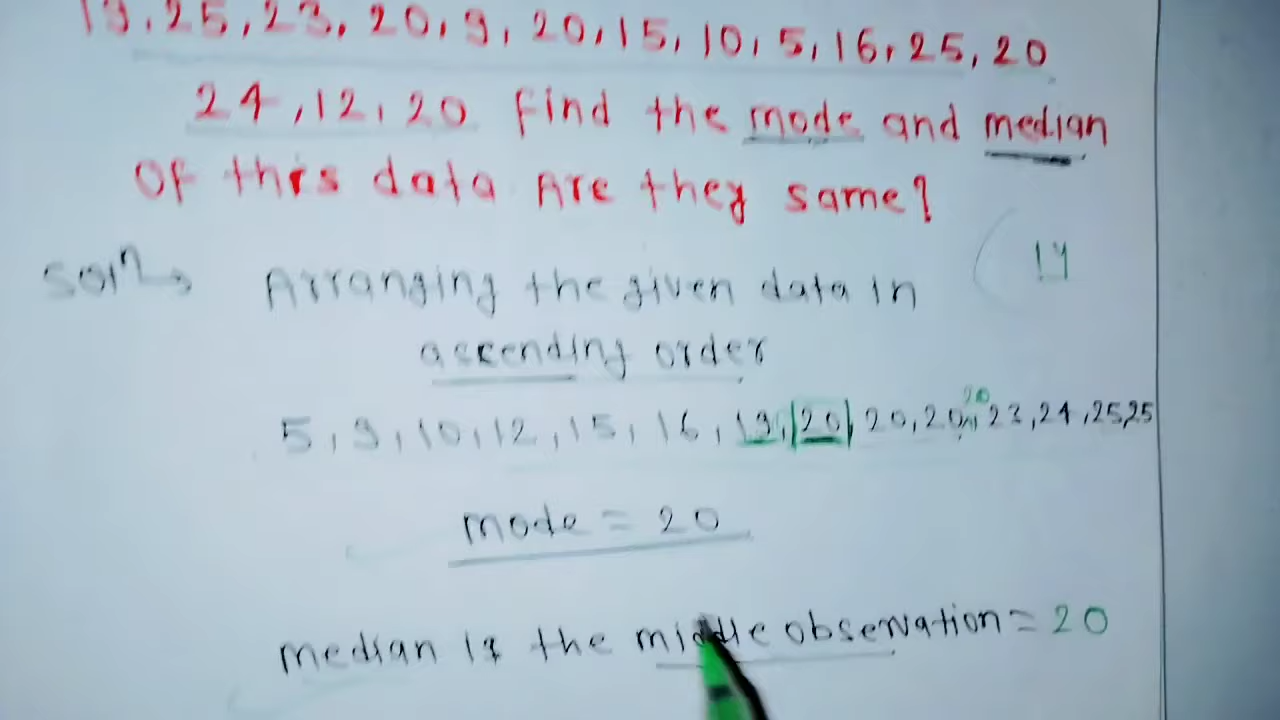 19, 25, 23, 20, 9, 20, 15, 10, 5, 16, 25, 20
24, 12, 20 Find the mode and median
of this data Are they same?
Solⁿ→ Arranging the given data in
ascending order
14
20
5, 9, 10, 12, 15, 16, 19, 20, 20, 20, 23, 24, 25, 25
mode = 20
median is the middle observation = 20